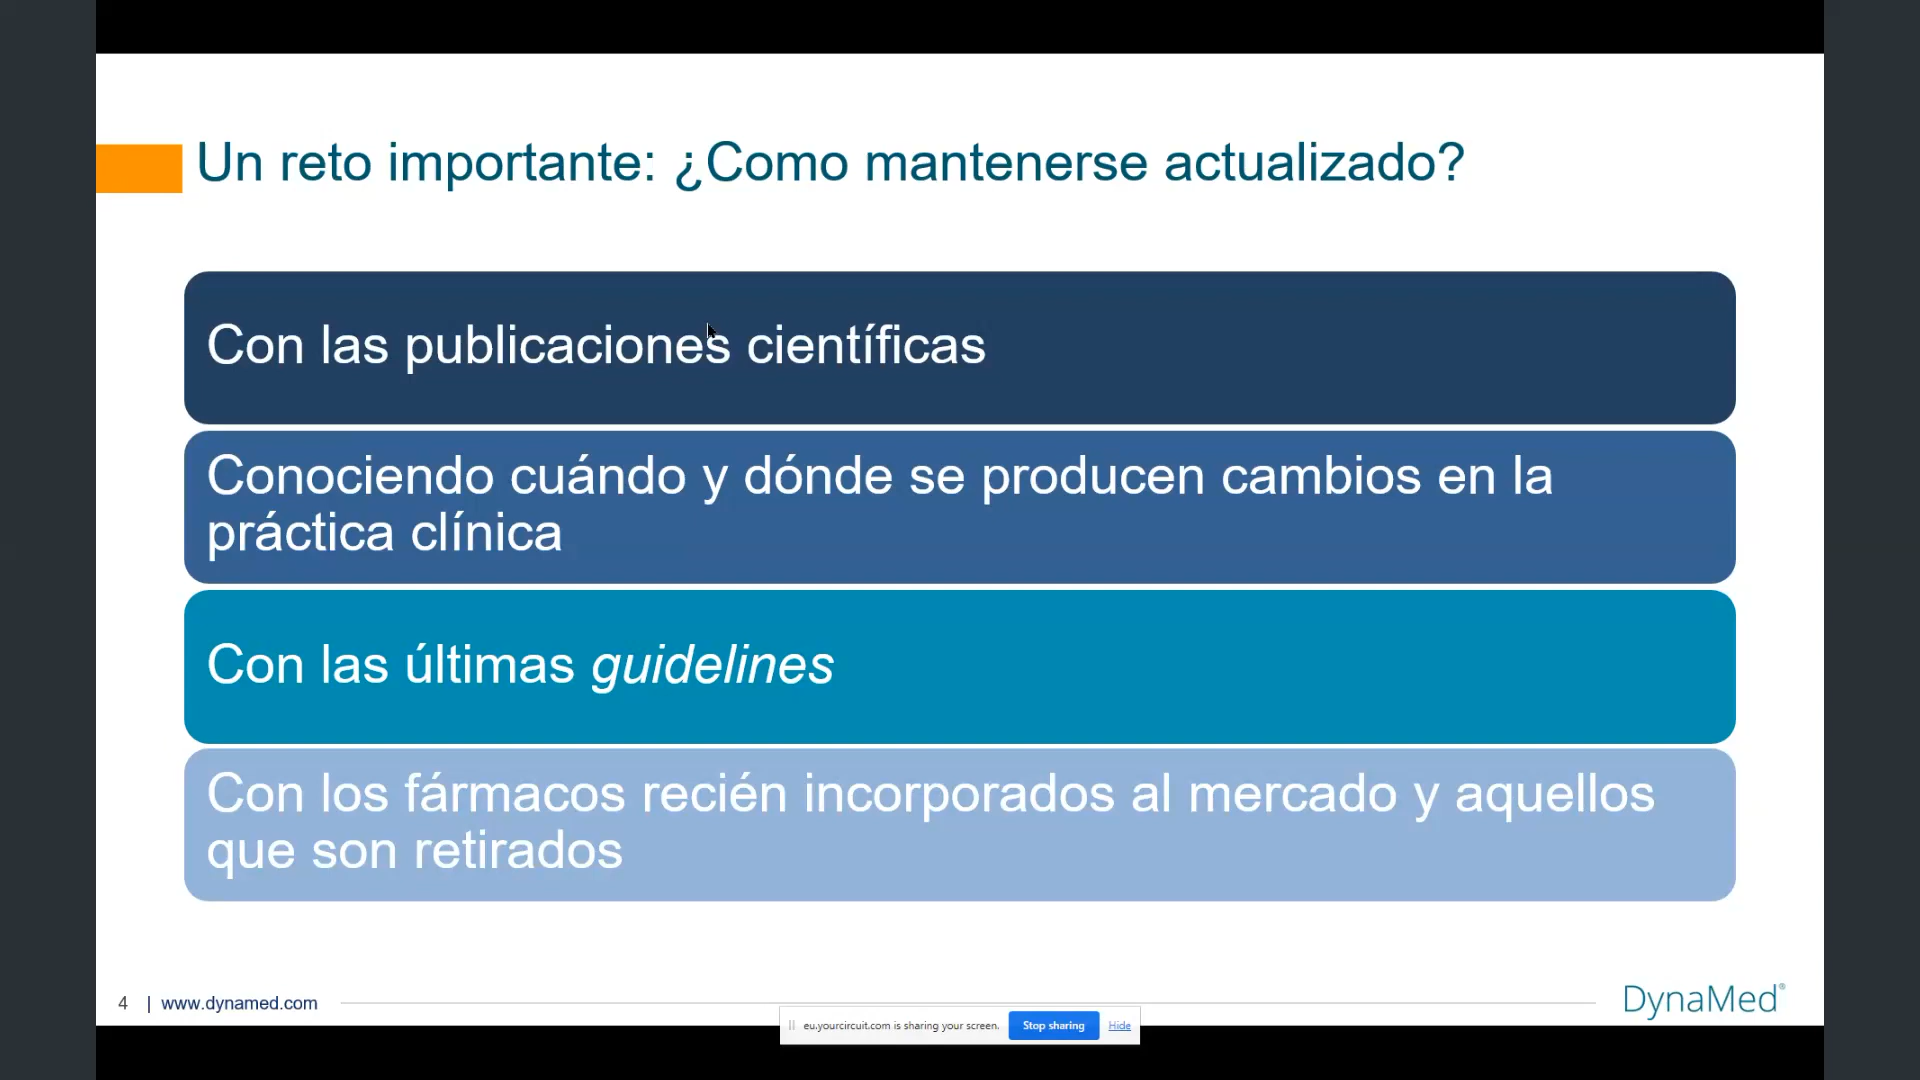 Un reto importante: ¿Como mantenerse actualizado?
Con las publicaciones científicas
Conociendo cuándo y dónde se producen cambios en la
práctica clínica
Con las últimas guidelines
Con los fármacos recién incorporados al mercado y aquellos
que son retirados
4 | www.dynamed.com
DynaMed®
eu.yourcircuit.com is sharing your screen. Stop sharing Hide